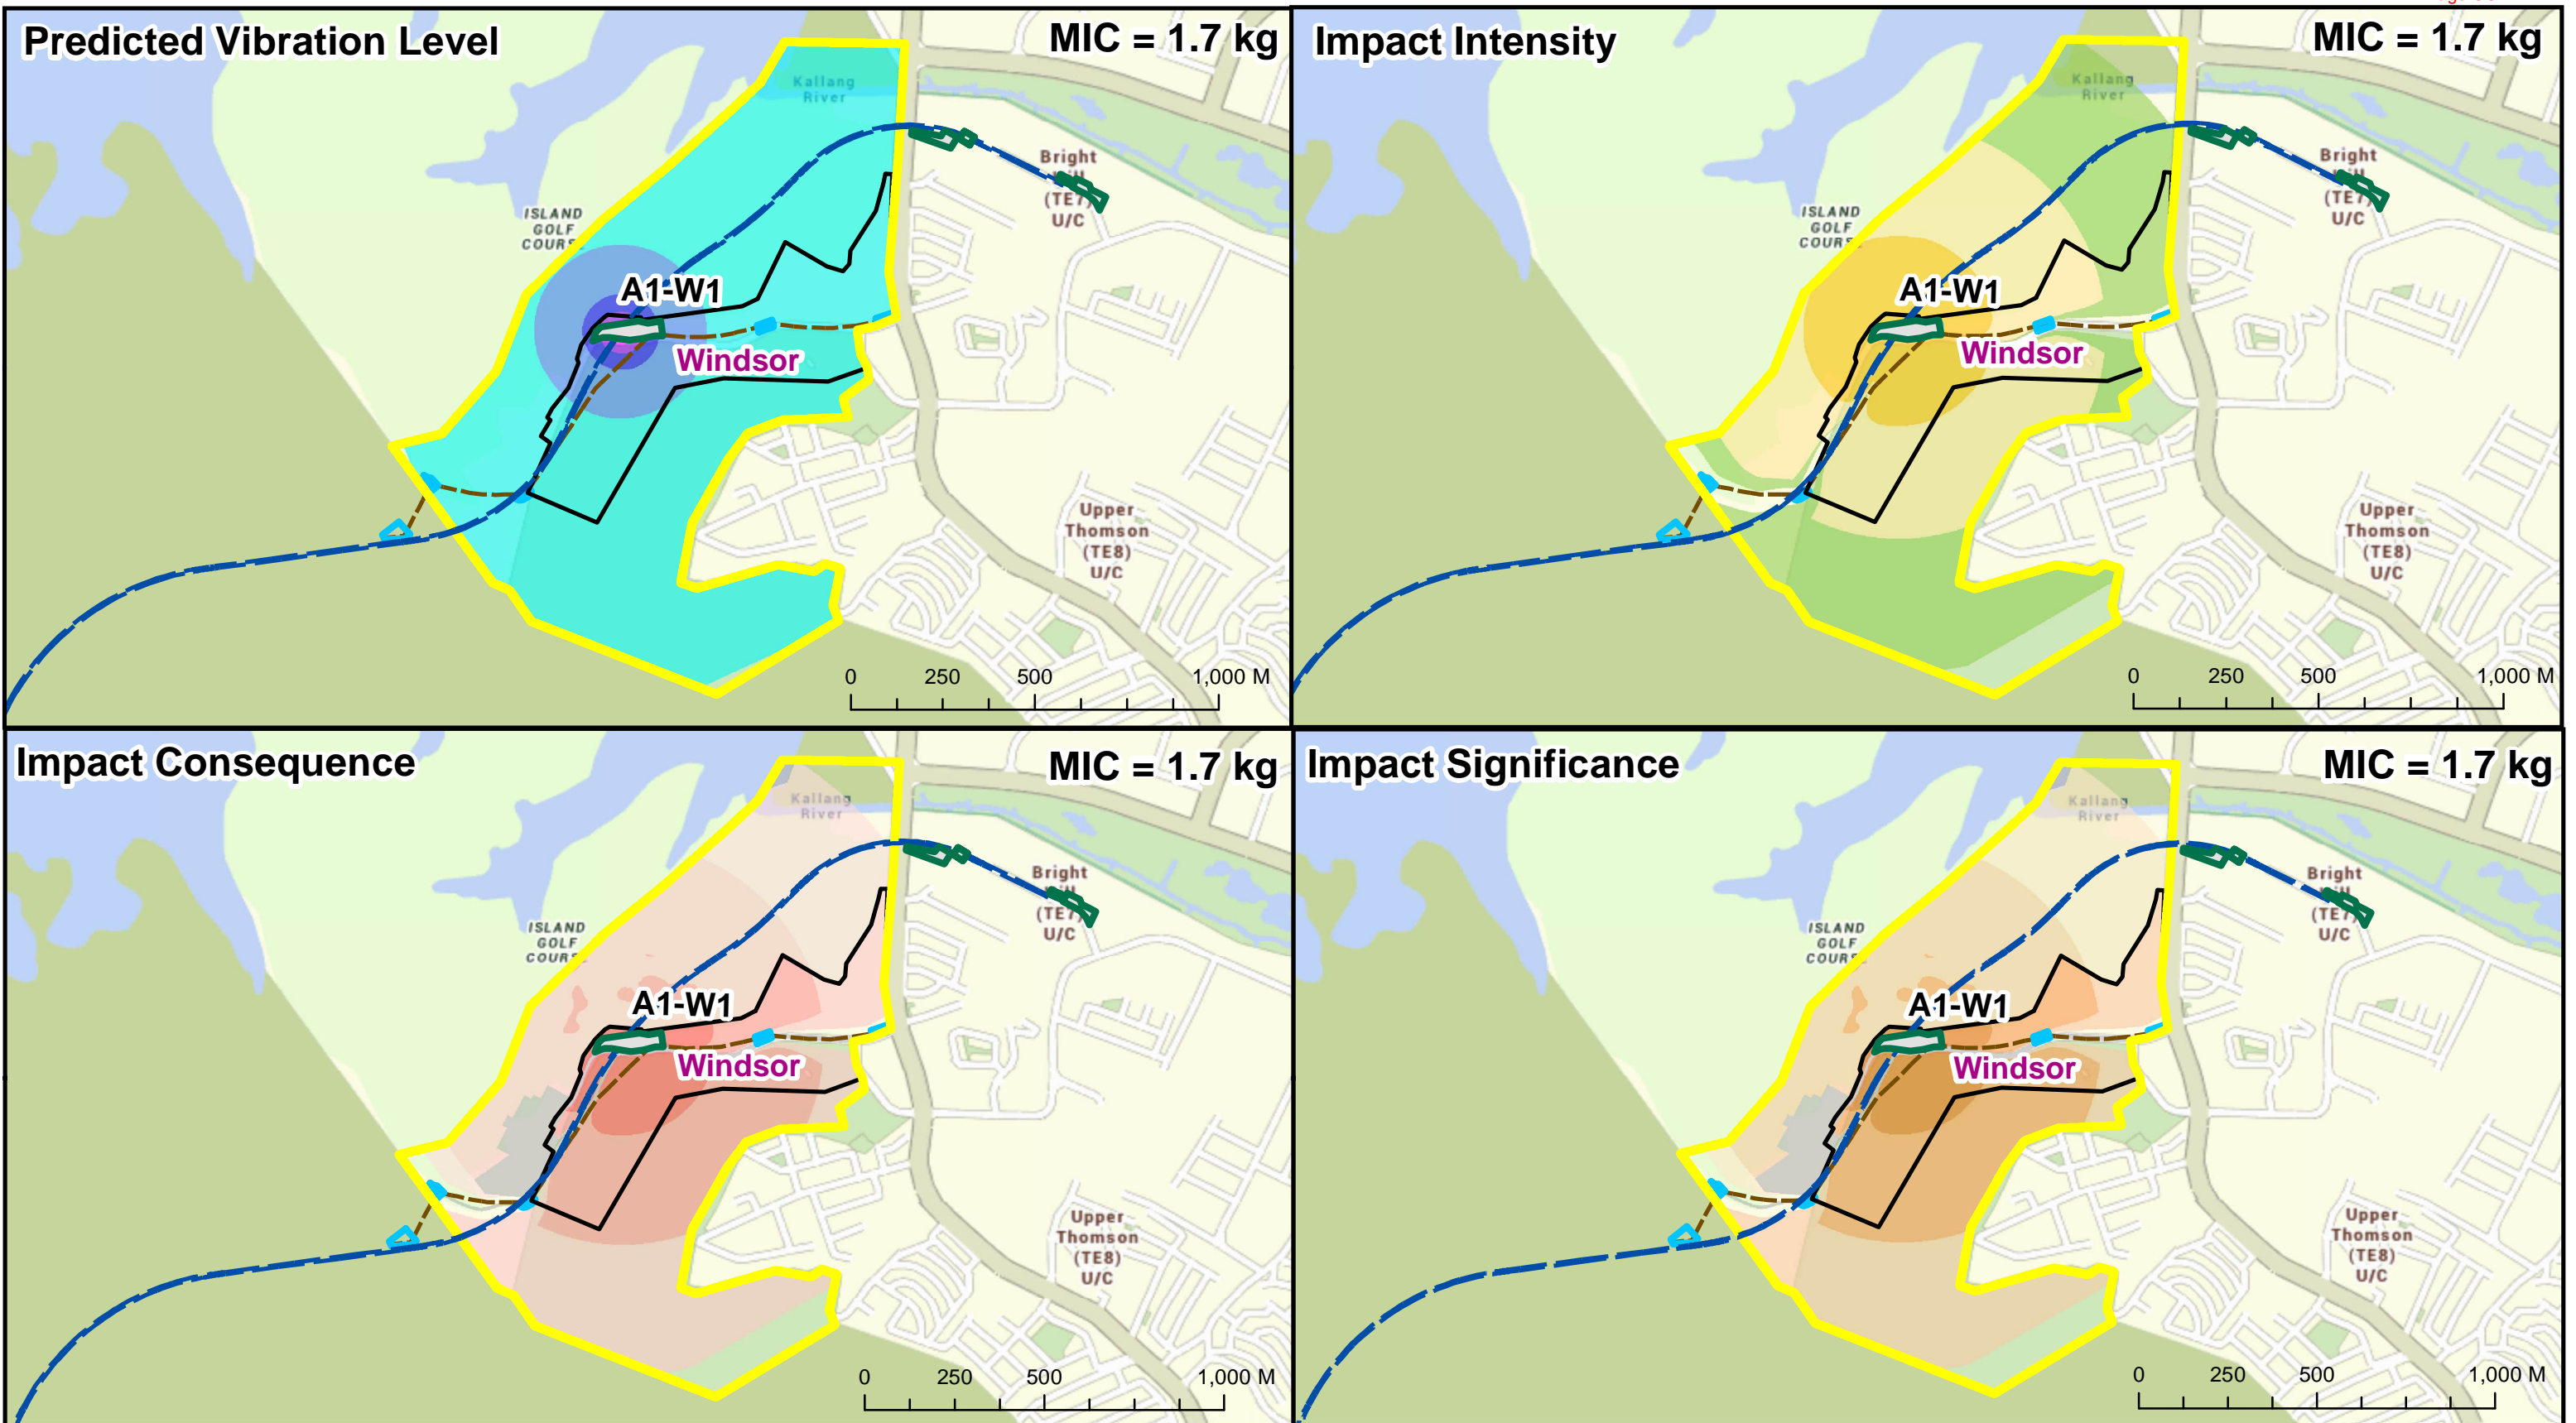 Predicted Vibration Level
MIC = 1.7 kg
Kallang
River
ISLAND
GOLF
COURSE
A1-W1
Windsor
Bright
(TE7)
U/C
Upper
Thomson
(TE8)
U/C
0 250 500 1,000 M
Impact Intensity
MIC = 1.7 kg
Kallang
River
ISLAND
GOLF
COURSE
A1-W1
Windsor
Bright
(TE7)
U/C
Upper
Thomson
(TE8)
U/C
0 250 500 1,000 M
Impact Consequence
MIC = 1.7 kg
Kallang
River
ISLAND
GOLF
COURSE
A1-W1
Windsor
Bright
(TE7)
U/C
Upper
Thomson
(TE8)
U/C
0 250 500 1,000 M
Impact Significance
MIC = 1.7 kg
Kallang
River
ISLAND
GOLF
COURSE
A1-W1
Windsor
Bright
(TE7)
U/C
Upper
Thomson
(TE8)
U/C
0 250 500 1,000 M